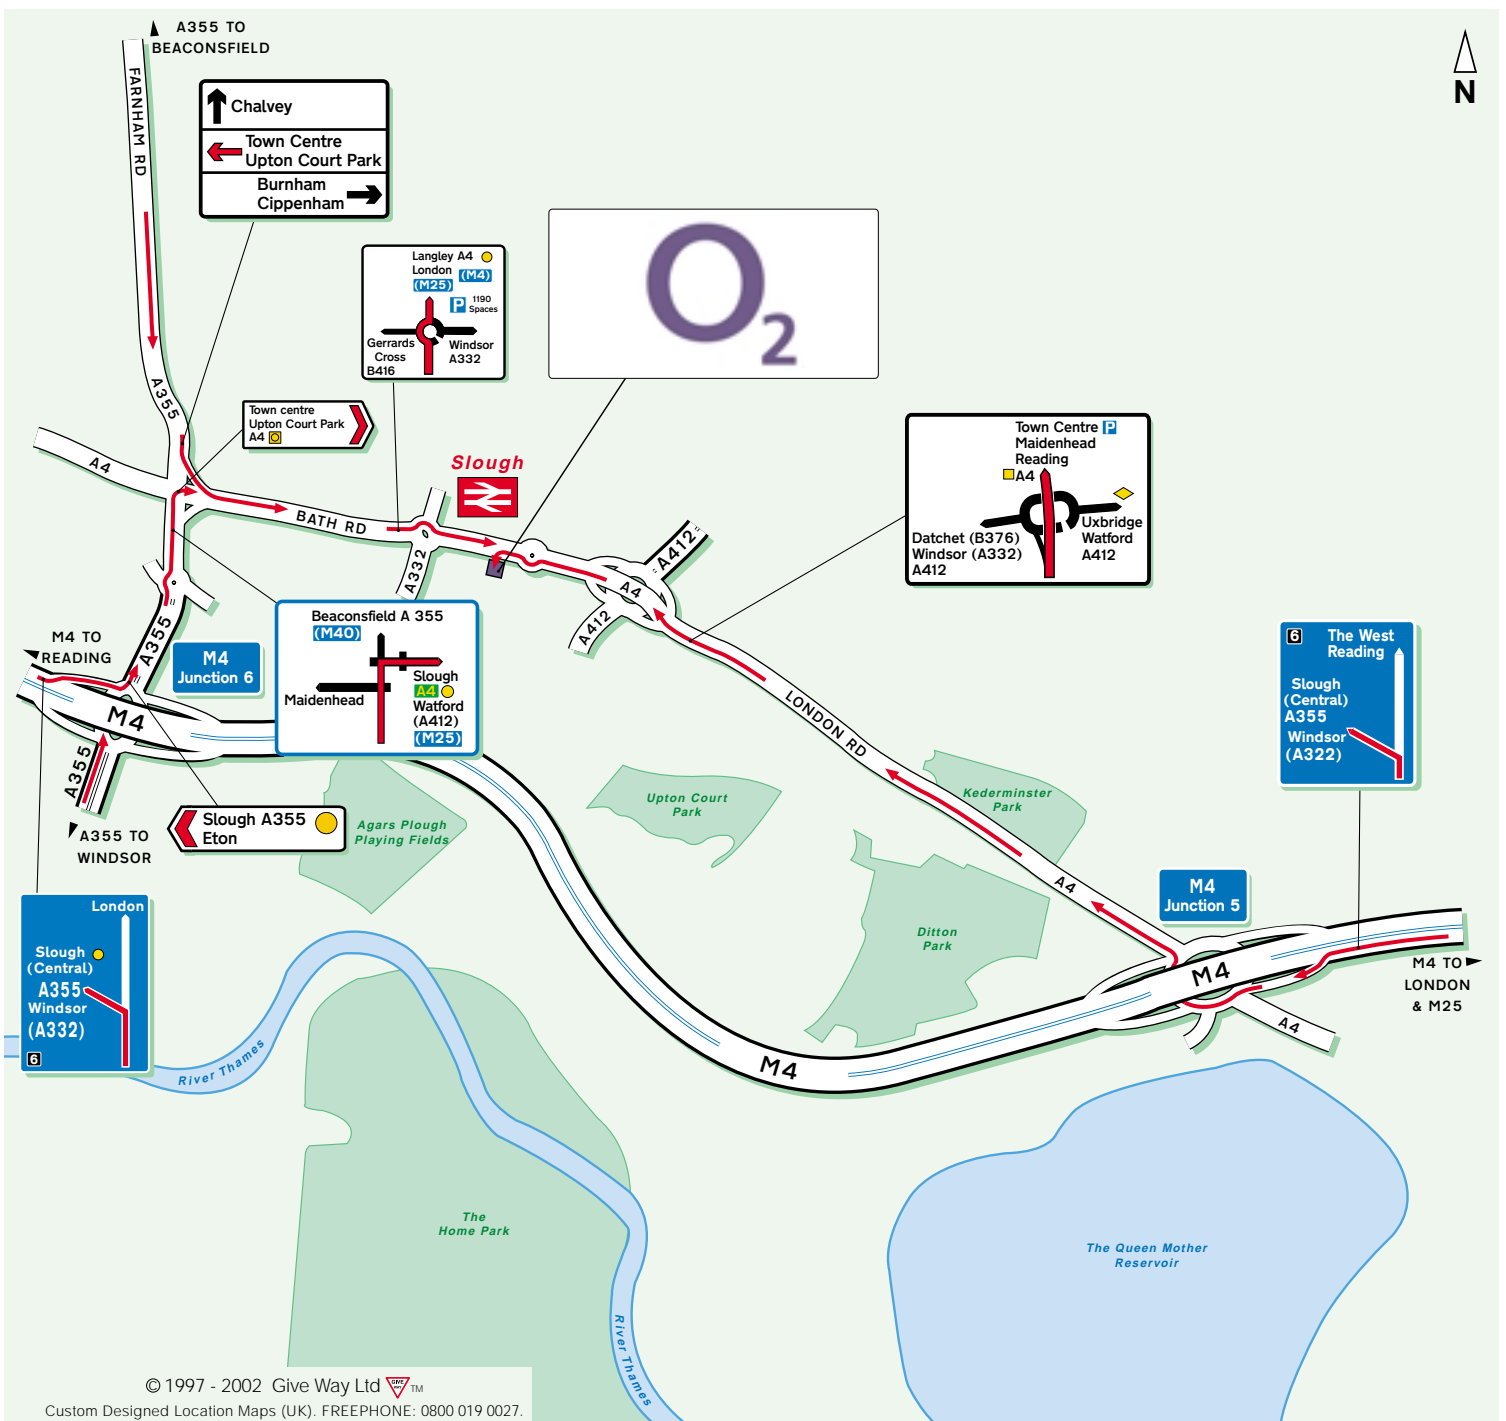 A355 TO
BEACONSFIELD
N
FARNHAM RD
Chalvey
Town Centre
Upton Court Park
Burnham
Cippenham
Langley A4
London (M4)
(M25)
P 1190
Spaces
Gerrards
Cross
B416
Windsor
A332
O2
A355
Town centre
Upton Court Park
A4
A4
Slough
BATH RD
A332
A412
A4
A412
Town Centre P
Maidenhead
Reading
A4
Datchet (B376)
Windsor (A332)
A412
Uxbridge
Watford
A412
M4 TO
READING
A355
M4
Junction 6
Beaconsfield A 355
(M40)
Maidenhead
Slough
A4
Watford
(A412)
(M25)
6 The West
Reading
Slough
(Central)
A355
Windsor
(A322)
M4
A355
LONDON RD
A355 TO
WINDSOR
Slough A355
Eton
Agars Plough
Playing Fields
Upton Court
Park
Kederminster
Park
A4
M4
Junction 5
London
Slough
(Central)
A355
Windsor
(A332)
6
Ditton
Park
M4
M4 TO
LONDON
& M25
A4
River Thames
M4
The
Home Park
The Queen Mother
Reservoir
River Thames
© 1997 - 2002 Give Way Ltd GIVE WAY TM
Custom Designed Location Maps (UK). FREEPHONE: 0800 019 0027.